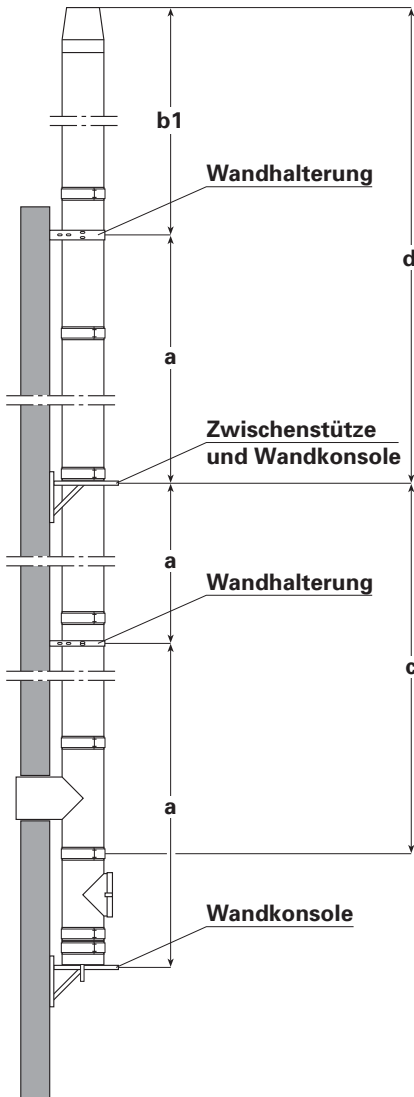 b1
Wandhalterung
d
a
Zwischenstütze
und Wandkonsole
a
Wandhalterung
c
a
Wandkonsole